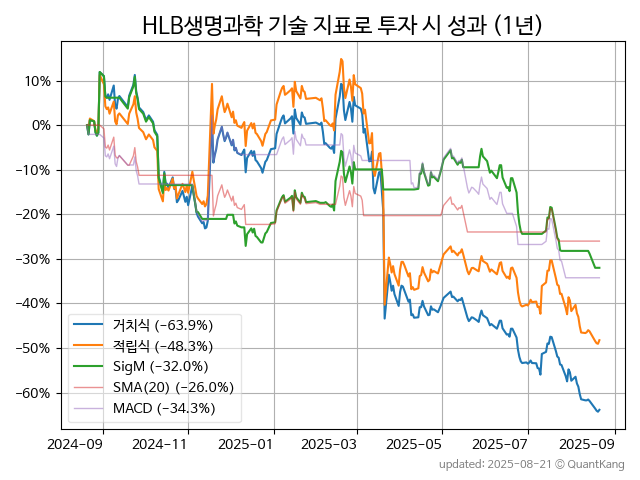 HLB생명과학 기술 지표로 투자 시 성과 (1년)
10%
0%
−10%
−20%
−30%
−40%
−50%
−60%
거치식 (−63.9%)
적립식 (−48.3%)
SigM (−32.0%)
SMA(20) (−26.0%)
MACD (−34.3%)
2024−09
2024−11
2025−01
2025−03
2025−05
2025−07
2025−09
updated: 2025−08−21 © QuantKang